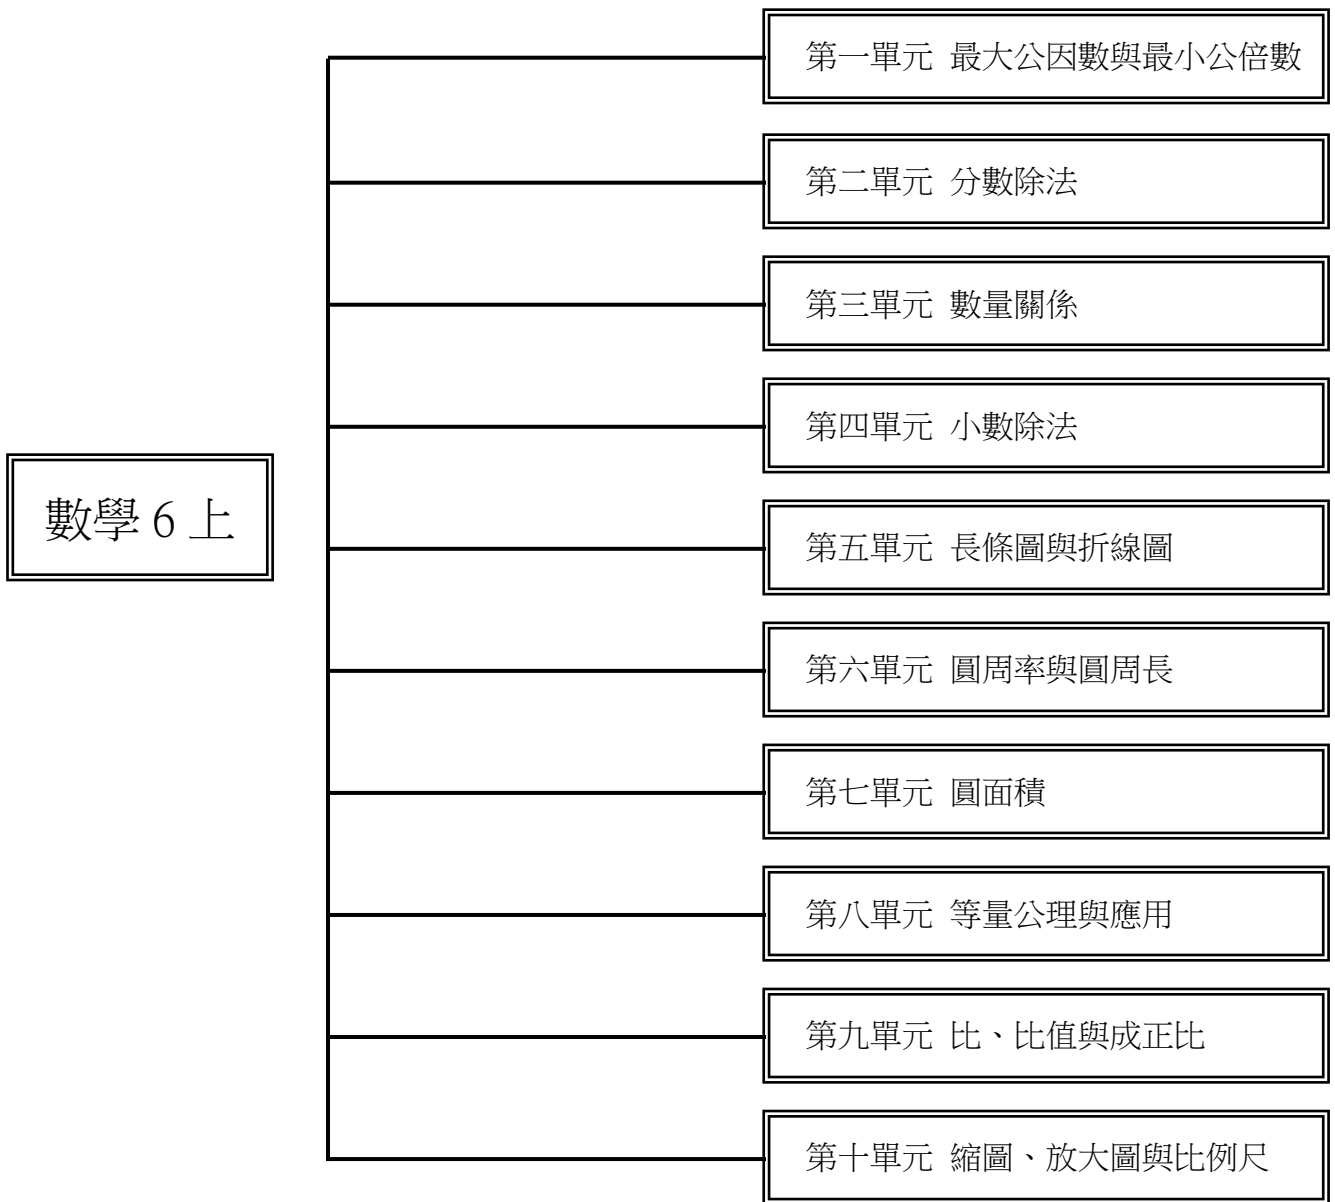 第一單元 最大公因數與最小公倍數
第二單元 分數除法
第三單元 數量關係
第四單元 小數除法
數學 6 上
第五單元 長條圖與折線圖
第六單元 圓周率與圓周長
第七單元 圓面積
第八單元 等量公理與應用
第九單元 比、比值與成正比
第十單元 縮圖、放大圖與比例尺